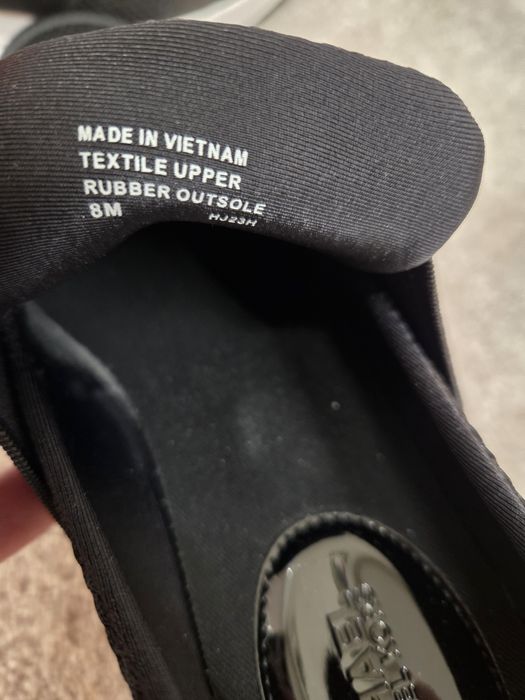 MADE IN VIETNAM
TEXTILE UPPER
RUBBER OUTSOLE
8M HJ23H